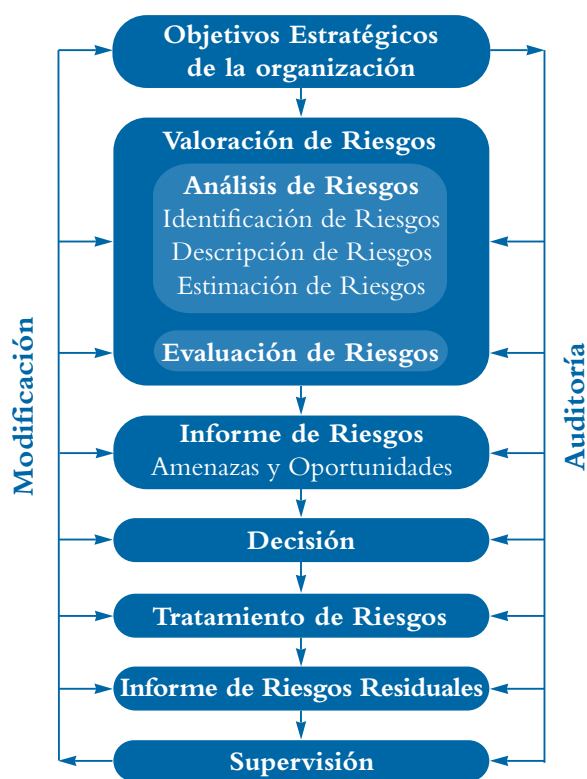 Objetivos Estratégicos
de la organización
Valoración de Riesgos
Análisis de Riesgos
Identificación de Riesgos
Descripción de Riesgos
Estimación de Riesgos
Evaluación de Riesgos
Informe de Riesgos
Amenazas y Oportunidades
Decisión
Tratamiento de Riesgos
Informe de Riesgos Residuales
Supervisión
Modificación
Auditoría